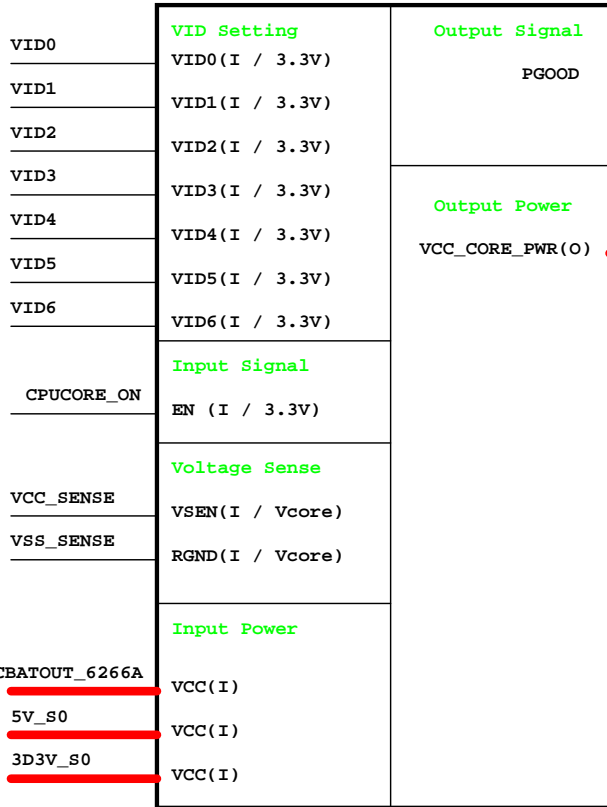 VID Setting
Output Signal
VID0
VID0(I / 3.3V)
PGOOD
VID1
VID1(I / 3.3V)
VID2
VID2(I / 3.3V)
VID3
VID3(I / 3.3V)
Output Power
VID4
VID4(I / 3.3V)
VCC_CORE_PWR(O)
VID5
VID5(I / 3.3V)
VID6
VID6(I / 3.3V)
Input Signal
CPUCORE_ON
EN (I / 3.3V)
Voltage Sense
VCC_SENSE
VSEN(I / Vcore)
VSS_SENSE
RGND(I / Vcore)
Input Power
CBATOUT_6266A
VCC(I)
5V_S0
VCC(I)
3D3V_S0
VCC(I)